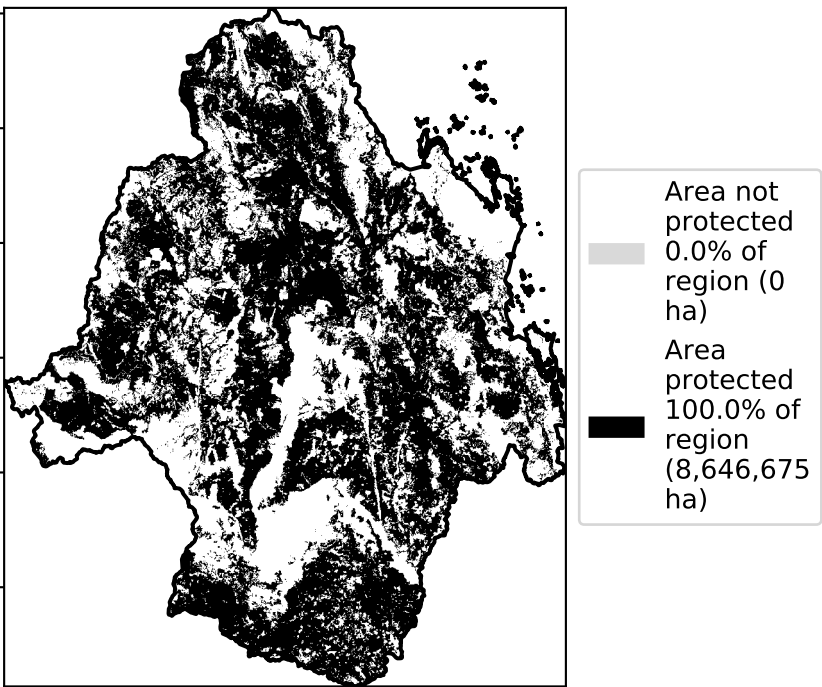 Area not
protected
0.0% of
region (0
ha)
Area
protected
100.0% of
region
(8,646,675
ha)